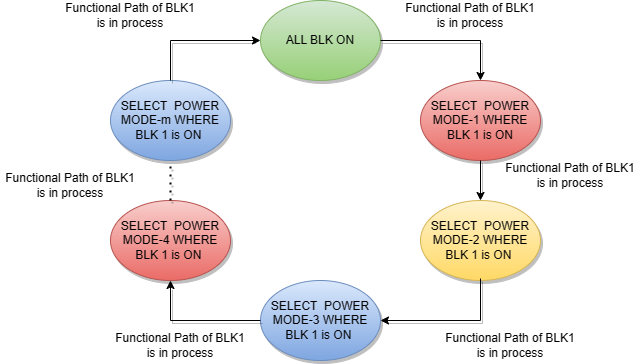 Functional Path of BLK1
is in process
ALL BLK ON
Functional Path of BLK1
is in process
SELECT POWER
MODE-m WHERE
BLK 1 is ON
SELECT POWER
MODE-1 WHERE
BLK 1 is ON
Functional Path of BLK1
is in process
Functional Path of BLK1
is in process
SELECT POWER
MODE-4 WHERE
BLK 1 is ON
SELECT POWER
MODE-2 WHERE
BLK 1 is ON
SELECT POWER
MODE-3 WHERE
BLK 1 is ON
Functional Path of BLK1
is in process
Functional Path of BLK1
is in process